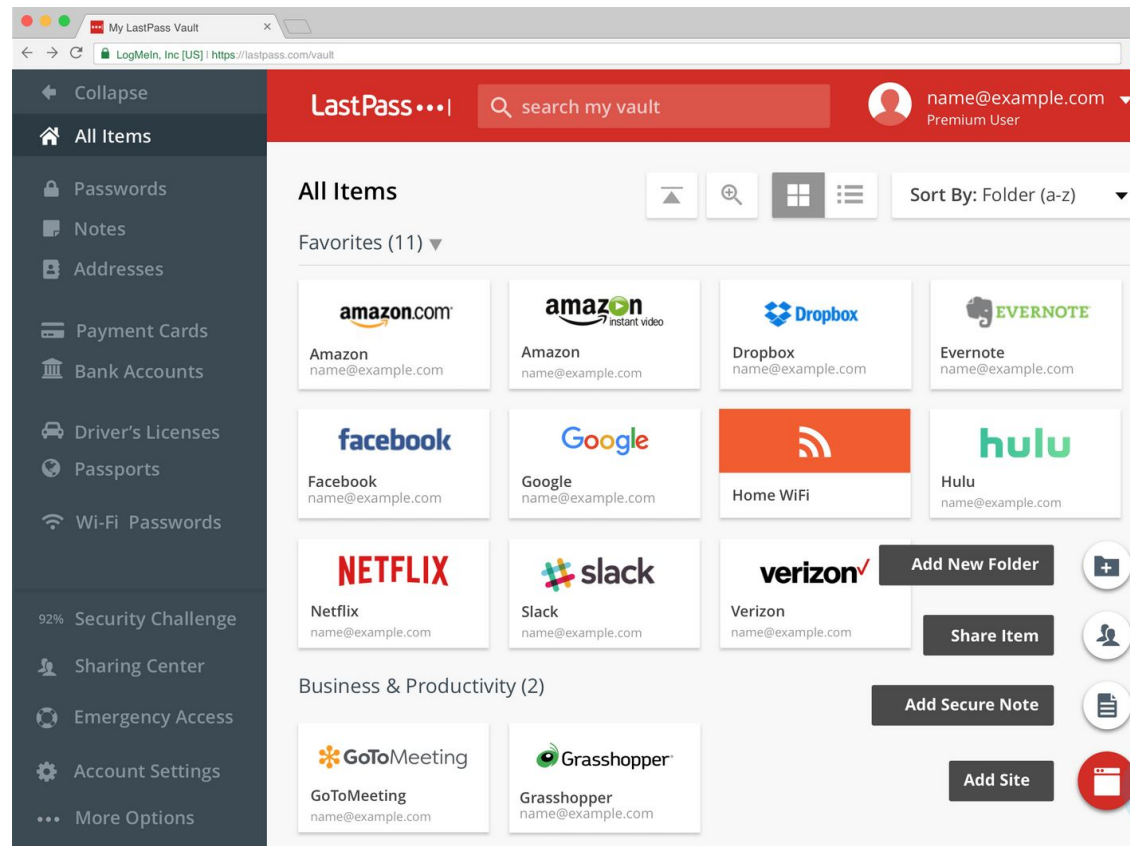 My LastPass Vault
LogMeIn, Inc [US] | https://lastpass.com/vault
Collapse
All Items
Passwords
Notes
Addresses
Payment Cards
Bank Accounts
Driver's Licenses
Passports
Wi-Fi Passwords
92% Security Challenge
Sharing Center
Emergency Access
Account Settings
More Options
LastPass
search my vault
name@example.com
Premium User
All Items
Sort By: Folder (a-z)
Favorites (11)
amazon.com
Amazon
name@example.com
amazon
instant video
Amazon
name@example.com
Dropbox
Dropbox
name@example.com
EVERNOTE
Evernote
name@example.com
facebook
Facebook
name@example.com
Google
Google
name@example.com
Home WiFi
hulu
Hulu
name@example.com
NETFLIX
Netflix
name@example.com
slack
Slack
name@example.com
verizon
Verizon
name@example.com
Add New Folder
Share Item
Business & Productivity (2)
Add Secure Note
GoToMeeting
GoToMeeting
name@example.com
Grasshopper
Grasshopper
name@example.com
Add Site